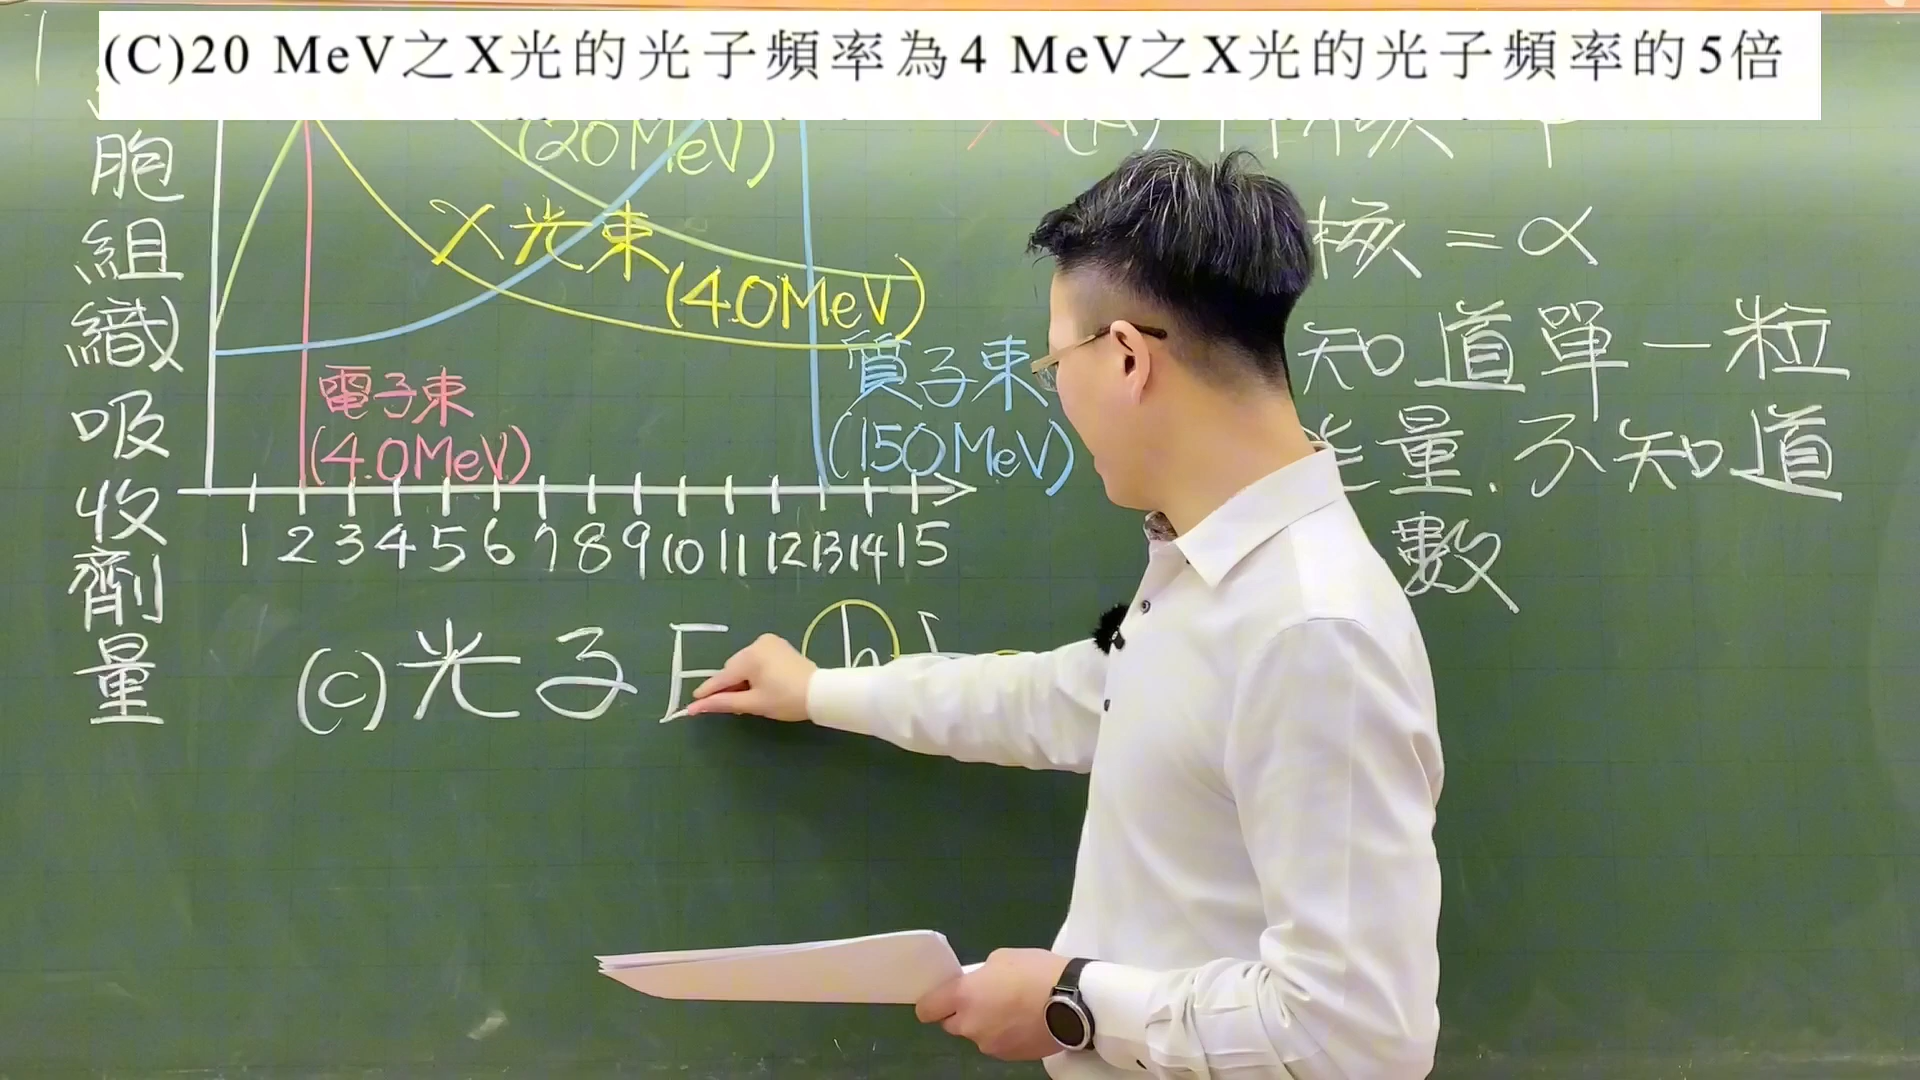 (C)20 MeV之X光的光子頻率為4 MeV之X光的光子頻率的5倍
胞組織吸收劑量
(20MeV)
X光束
(4.0MeV)
電子束
(4.0MeV)
質子束
(150MeV)
1 2 3 4 5 6 7 8 9 10 11 12 13 14 15
(c)光子E h
核=α
知道單一粒
能量.不知道
數